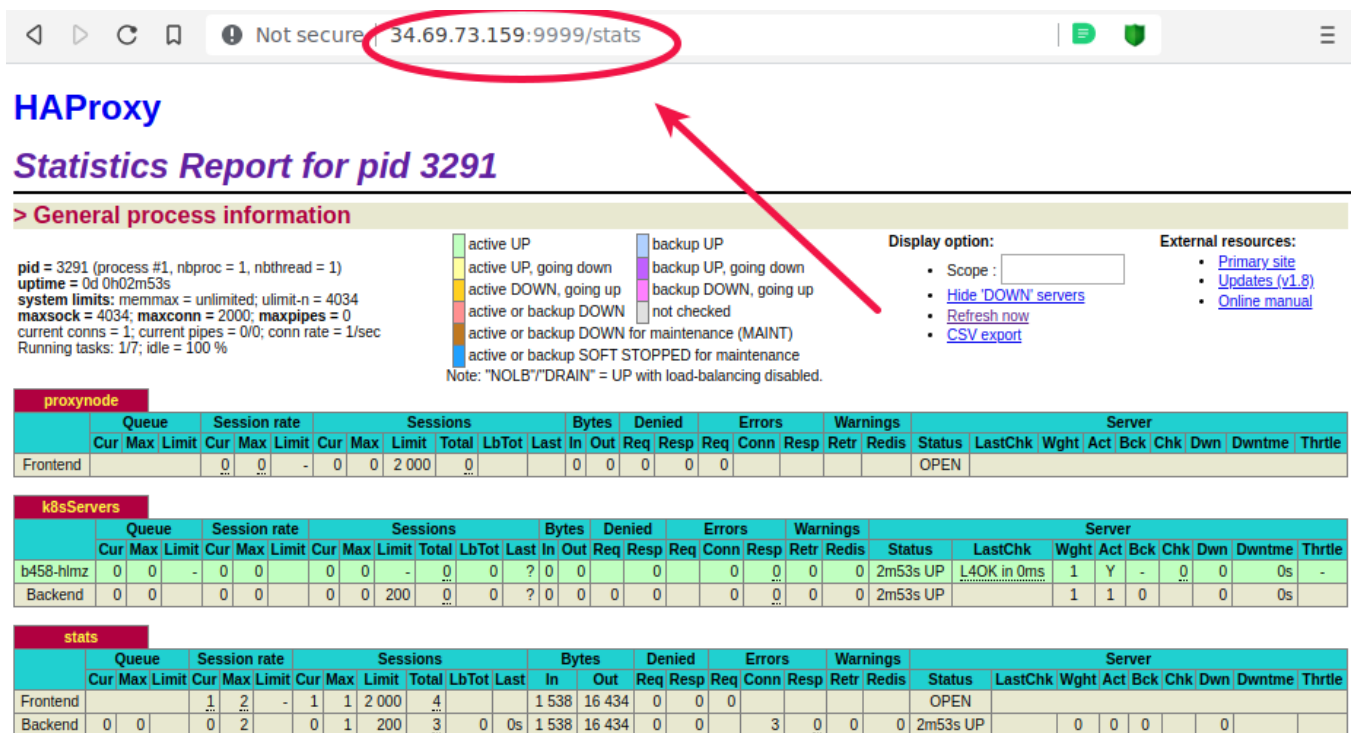 Not secure | 34.69.73.159:9999/stats
HAProxy
Statistics Report for pid 3291
> General process information
pid = 3291 (process #1, nbproc = 1, nbthread = 1)
uptime = 0d 0h02m53s
system limits: memmax = unlimited; ulimit-n = 4034
maxsock = 4034; maxconn = 2000; maxpipes = 0
current conns = 1; current pipes = 0/0; conn rate = 1/sec
Running tasks: 1/7; idle = 100 %
active UP backup UP
active UP, going down backup UP, going down
active DOWN, going up backup DOWN, going up
active or backup DOWN not checked
active or backup DOWN for maintenance (MAINT)
active or backup SOFT STOPPED for maintenance
Note: "NOLB"/"DRAIN" = UP with load-balancing disabled.
Display option:
• Scope :
• Hide 'DOWN' servers
• Refresh now
• CSV export
External resources:
• Primary site
• Updates (v1.8)
• Online manual
proxynode
Queue Session rate Sessions Bytes Denied Errors Warnings Server
Cur Max Limit Cur Max Limit Cur Max Limit Total LbTot Last In Out Req Resp Req Conn Resp Retr Redis Status LastChk Wght Act Bck Chk Dwn Dwntme Thrtle
Frontend 0 0 - 0 0 2 000 0 0 0 0 0 0 OPEN
k8sServers
Queue Session rate Sessions Bytes Denied Errors Warnings Server
Cur Max Limit Cur Max Limit Cur Max Limit Total LbTot Last In Out Req Resp Req Conn Resp Retr Redis Status LastChk Wght Act Bck Chk Dwn Dwntme Thrtle
b458-hlmz 0 0 - 0 0 0 0 - 0 0 ? 0 0 0 0 0 0 0 2m53s UP L4OK in 0ms 1 Y - 0 0 0s -
Backend 0 0 0 0 0 0 200 0 0 ? 0 0 0 0 0 0 0 0 2m53s UP 1 1 0 0 0s
stats
Queue Session rate Sessions Bytes Denied Errors Warnings Server
Cur Max Limit Cur Max Limit Cur Max Limit Total LbTot Last In Out Req Resp Req Conn Resp Retr Redis Status LastChk Wght Act Bck Chk Dwn Dwntme Thrtle
Frontend 1 2 - 1 1 2 000 4 1 538 16 434 0 0 0 OPEN
Backend 0 0 0 2 0 1 200 3 0 0s 1 538 16 434 0 0 3 0 0 0 2m53s UP 0 0 0 0